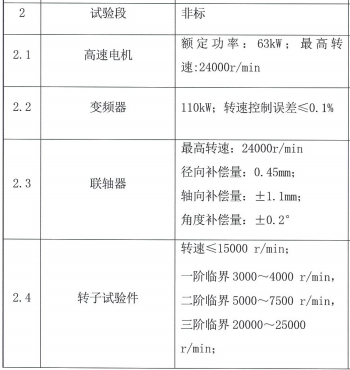 2 试验段 非标
2.1 高速电机 额定功率：63kW；最高转
速:24000r/min
2.2 变频器 110kW；转速控制误差≤0.1%
2.3 联轴器 最高转速：24000r/min
径向补偿量：0.45mm；
轴向补偿量：±1.1mm；
角度补偿量：±0.2°
2.4 转子试验件 转速≤15000 r/min；
一阶临界 3000～4000 r/min，
二阶临界 5000～7500 r/min，
三阶临界 20000～25000
r/min；